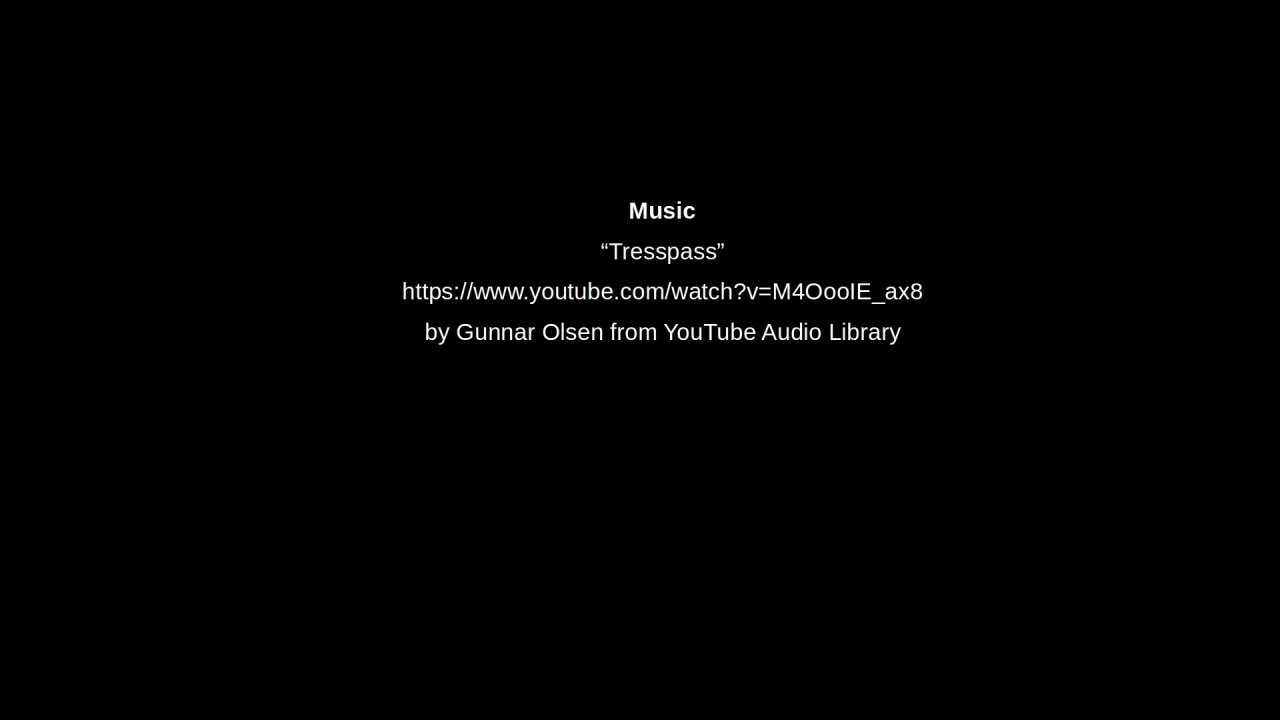 Music
“Tresspass”
https://www.youtube.com/watch?v=M4OooIE_ax8
by Gunnar Olsen from YouTube Audio Library